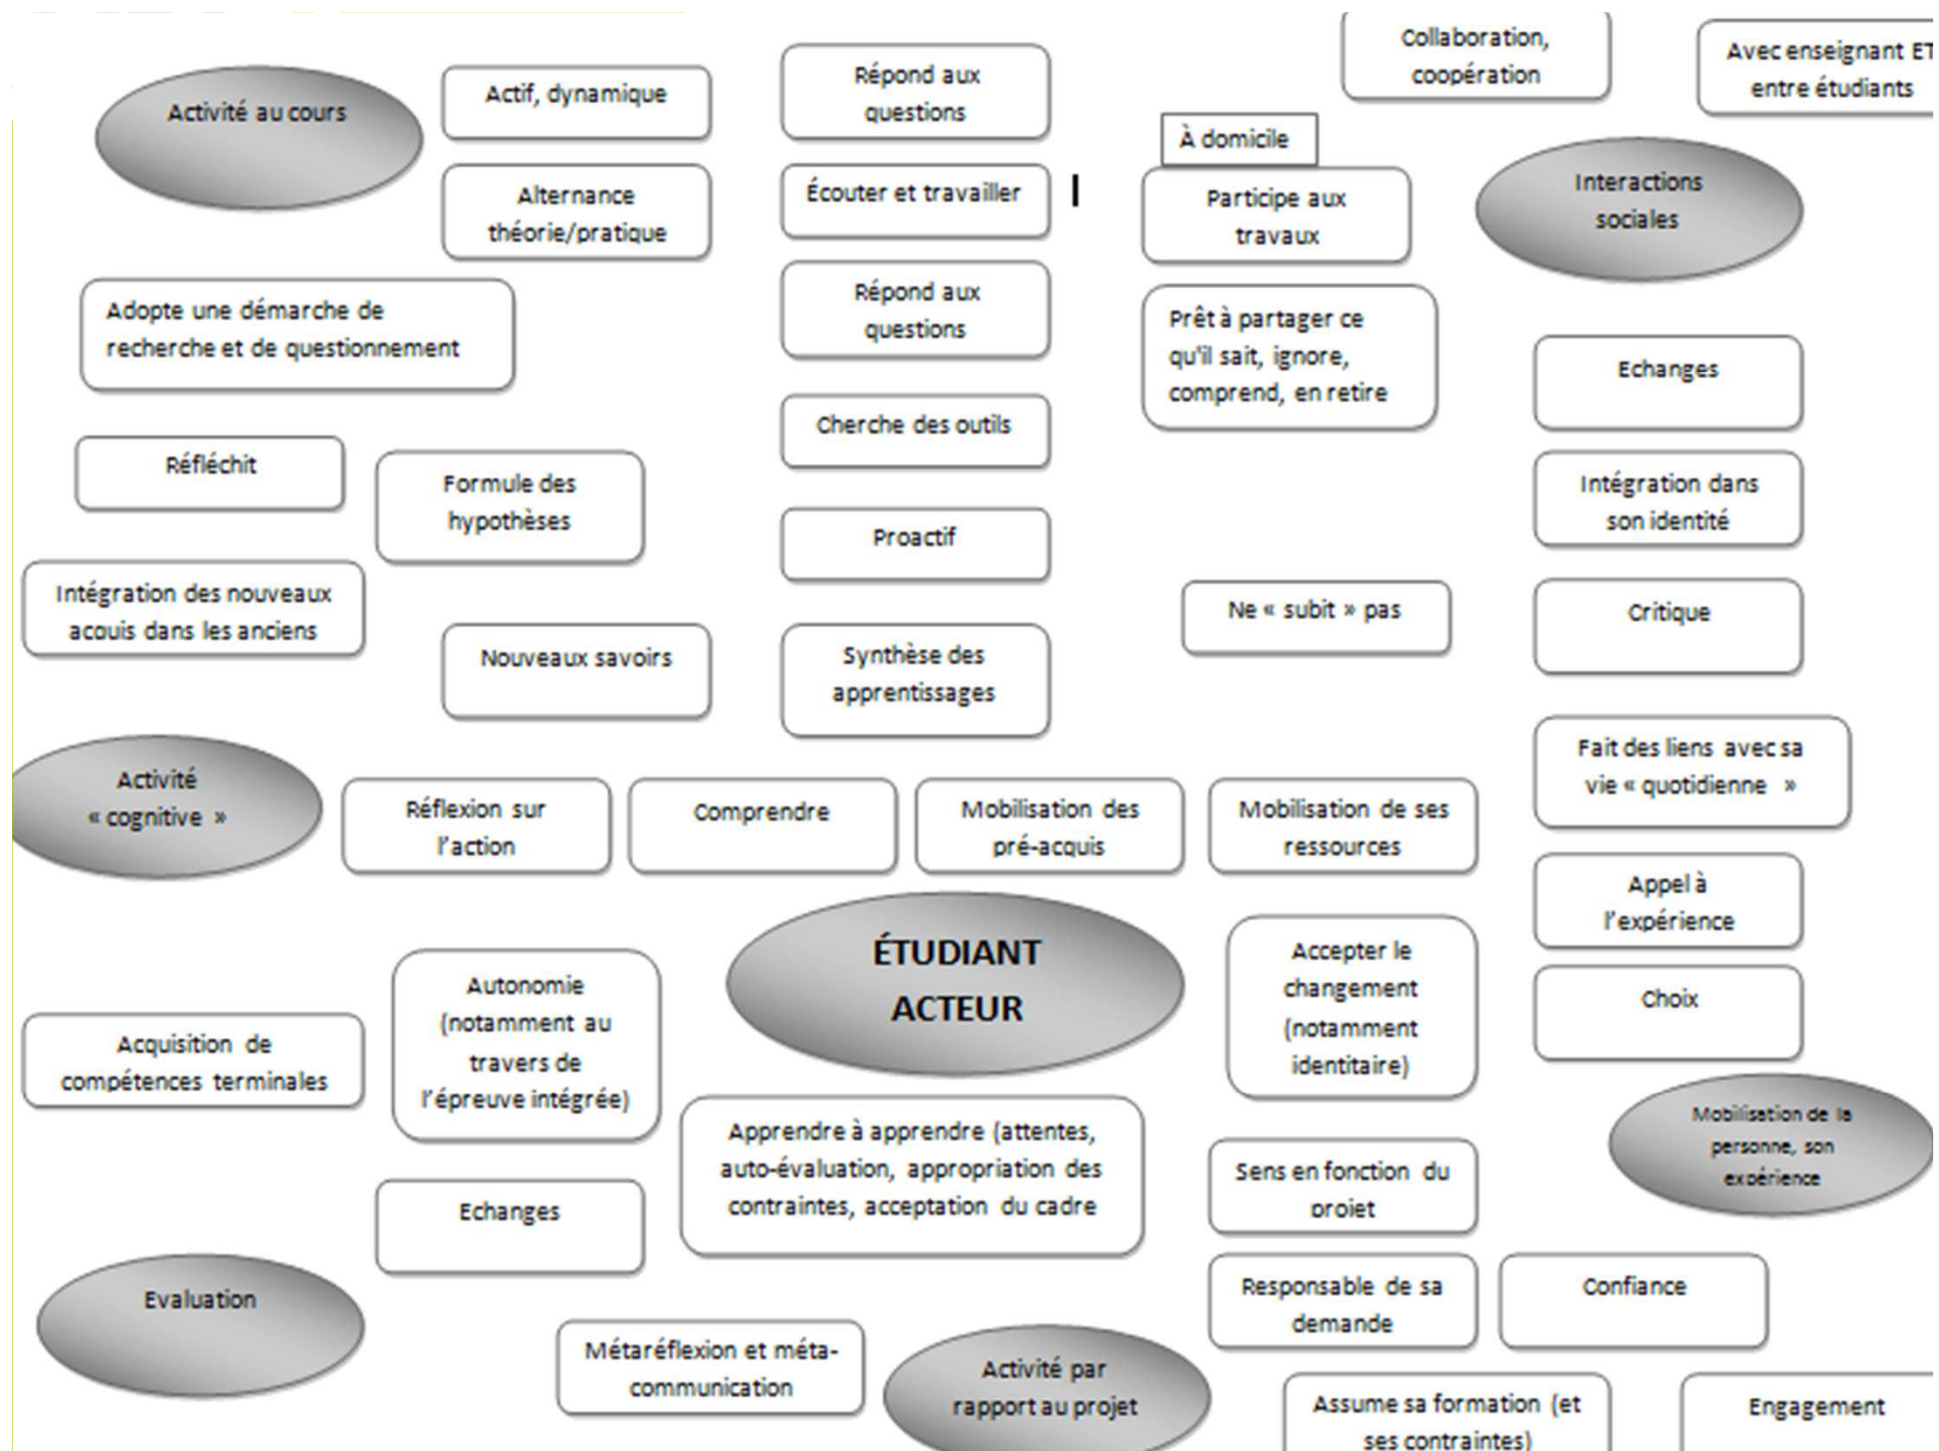 Collaboration,
coopération
Avec enseignant ET
entre étudiants
Activité au cours
Actif, dynamique
Répond aux
questions
À domicile
Alternance
théorie/pratique
Écouter et travailler
I
Participe aux
travaux
Interactions
sociales
Adopte une démarche de
recherche et de questionnement
Répond aux
questions
Prêt à partager ce
qu'il sait, ignore,
comprend, en retire
Echanges
Cherche des outils
Réfléchit
Formule des
hypothèses
Intégration dans
son identité
Proactif
Intégration des nouveaux
acquis dans les anciens
Ne « subit » pas
Critique
Nouveaux savoirs
Synthèse des
apprentissages
Fait des liens avec sa
vie « quotidienne »
Activité
« cognitive »
Réflexion sur
l'action
Comprendre
Mobilisation des
pré-acquis
Mobilisation de ses
ressources
Appel à
l'expérience
ÉTUDIANT
ACTEUR
Accepter le
changement
(notamment
identitaire)
Choix
Autonomie
(notamment au
travers de
l'épreuve intégrée)
Acquisition de
compétences terminales
Mobilisation de la
personne, son
expérience
Apprendre à apprendre (attentes,
auto-évaluation, appropriation des
contraintes, acceptation du cadre
Sens en fonction du
projet
Echanges
Evaluation
Responsable de sa
demande
Confiance
Métaréflexion et méta-
communication
Activité par
rapport au projet
Assume sa formation (et
ses contraintes)
Engagement